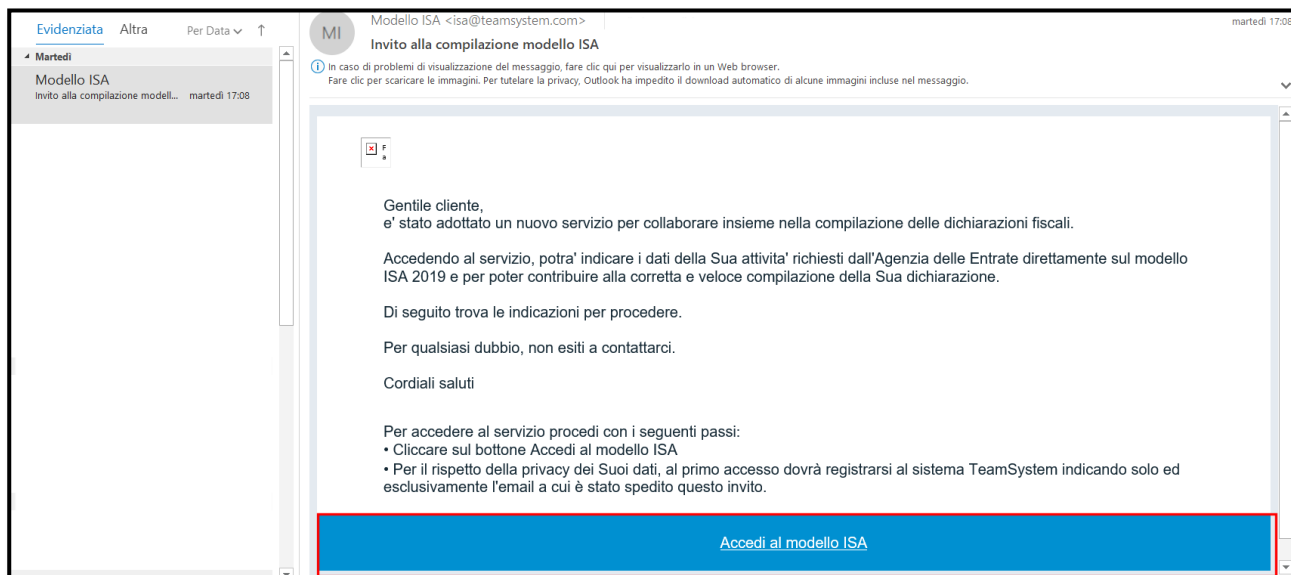 Evidenziata Altra Per Data
Martedì
Modello ISA
Invito alla compilazione modell... martedì 17:08
MI
Modello ISA <isa@teamsystem.com>
martedì 17:08
Invito alla compilazione modello ISA
In caso di problemi di visualizzazione del messaggio, fare clic qui per visualizzarlo in un Web browser.
Fare clic per scaricare le immagini. Per tutelare la privacy, Outlook ha impedito il download automatico di alcune immagini incluse nel messaggio.
F
a
Gentile cliente,
e' stato adottato un nuovo servizio per collaborare insieme nella compilazione delle dichiarazioni fiscali.
Accedendo al servizio, potra' indicare i dati della Sua attivita' richiesti dall'Agenzia delle Entrate direttamente sul modello
ISA 2019 e per poter contribuire alla corretta e veloce compilazione della Sua dichiarazione.
Di seguito trova le indicazioni per procedere.
Per qualsiasi dubbio, non esiti a contattarci.
Cordiali saluti
Per accedere al servizio procedi con i seguenti passi:
• Cliccare sul bottone Accedi al modello ISA
• Per il rispetto della privacy dei Suoi dati, al primo accesso dovrà registrarsi al sistema TeamSystem indicando solo ed
esclusivamente l'email a cui è stato spedito questo invito.
Accedi al modello ISA